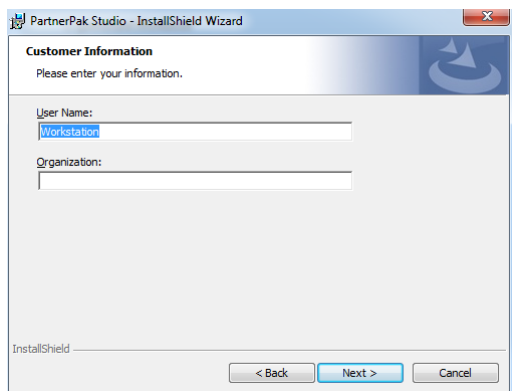 PartnerPak Studio - InstallShield Wizard
Customer Information
Please enter your information.
User Name:
Workstation
Organization:
InstallShield
< Back Next > Cancel